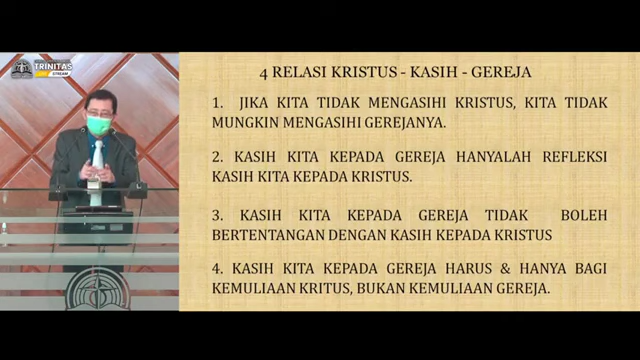 TRINITAS
STREAM
4 RELASI KRISTUS - KASIH - GEREJA
1. JIKA KITA TIDAK MENGASIHI KRISTUS, KITA TIDAK
MUNGKIN MENGASIHI GEREJANYA.
2. KASIH KITA KEPADA GEREJA HANYALAH REFLEKSI
KASIH KITA KEPADA KRISTUS.
3. KASIH KITA KEPADA GEREJA TIDAK BOLEH
BERTENTANGAN DENGAN KASIH KEPADA KRISTUS
4. KASIH KITA KEPADA GEREJA HARUS & HANYA BAGI
KEMULIAAN KRITUS, BUKAN KEMULIAAN GEREJA.